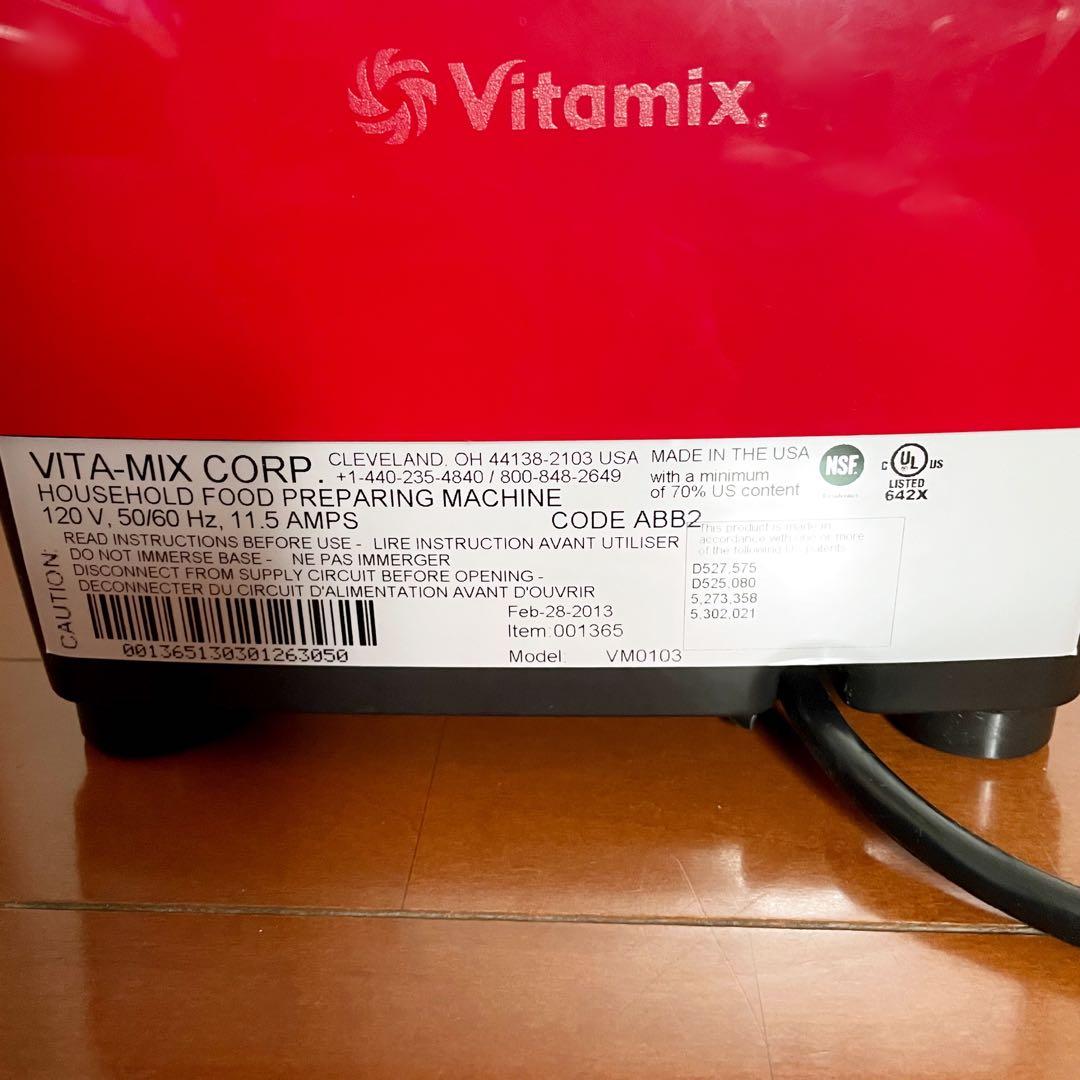 Vitamix
VITA-MIX CORP.
CLEVELAND, OH 44138-2103 USA
+1-440-235-4840 / 800-848-2649
MADE IN THE USA
with a minimum
of 70% US content
NSF
C UL US
LISTED
642X
HOUSEHOLD FOOD PREPARING MACHINE
120 V, 50/60 Hz, 11.5 AMPS
CODE ABB2
CAUTION:
READ INSTRUCTIONS BEFORE USE - LIRE INSTRUCTION AVANT UTILISER
DO NOT IMMERSE BASE - NE PAS IMMERGER
DISCONNECT FROM SUPPLY CIRCUIT BEFORE OPENING -
DECONNECTER DU CIRCUIT D'ALIMENTATION AVANT D'OUVRIR
001365130301263050
Feb-28-2013
Item:001365
Model: VM0103
This product is made in
accordance with one or more
of the following US patents
D527,575
D525,080
5,273,358
5,302,021